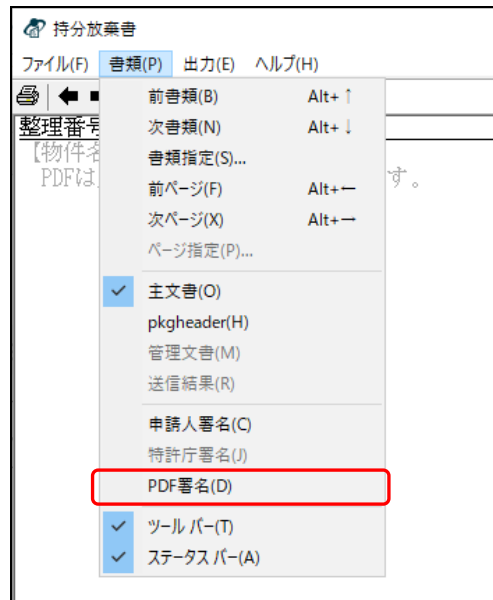 持分放棄書
ファイル(F) 書類(P) 出力(E) ヘルプ(H)
整理番号
【物件名
PDFは
す。
前書類(B) Alt+↑
次書類(N) Alt+↓
書類指定(S)...
前ページ(F) Alt+←
次ページ(X) Alt+→
ページ指定(P)...
主文書(O)
pkgheader(H)
管理文書(M)
送信結果(R)
申請人署名(C)
特許庁署名(J)
PDF署名(D)
ツール バー(T)
ステータス バー(A)